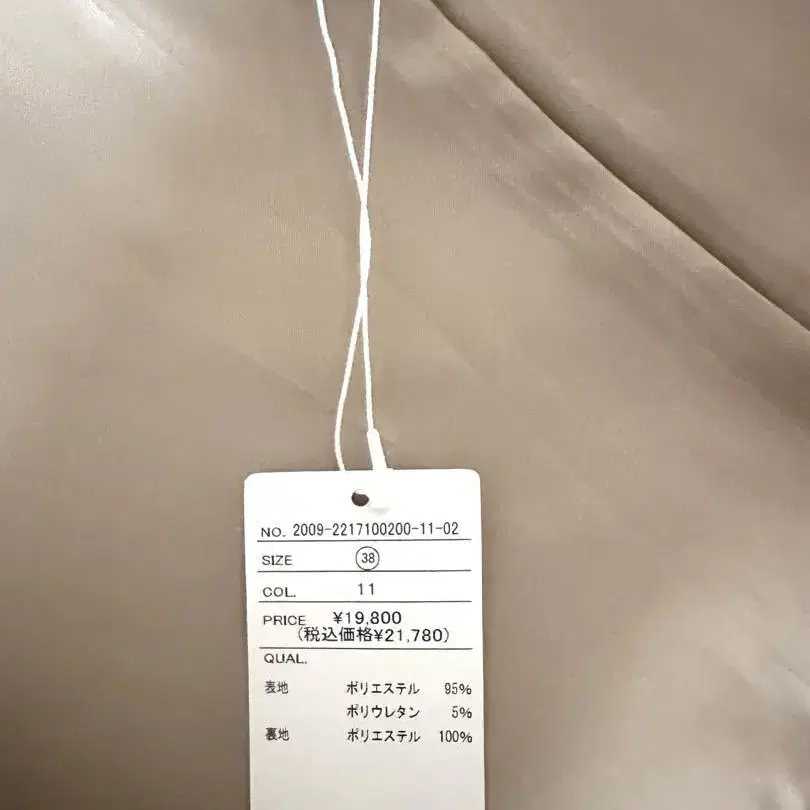 NO. 2009-2217100200-11-02
SIZE 38
COL. 11
PRICE ¥19,800
(税込価格¥21,780)
QUAL.
表地 ポリエステル 95%
ポリウレタン 5%
裏地 ポリエステル 100%